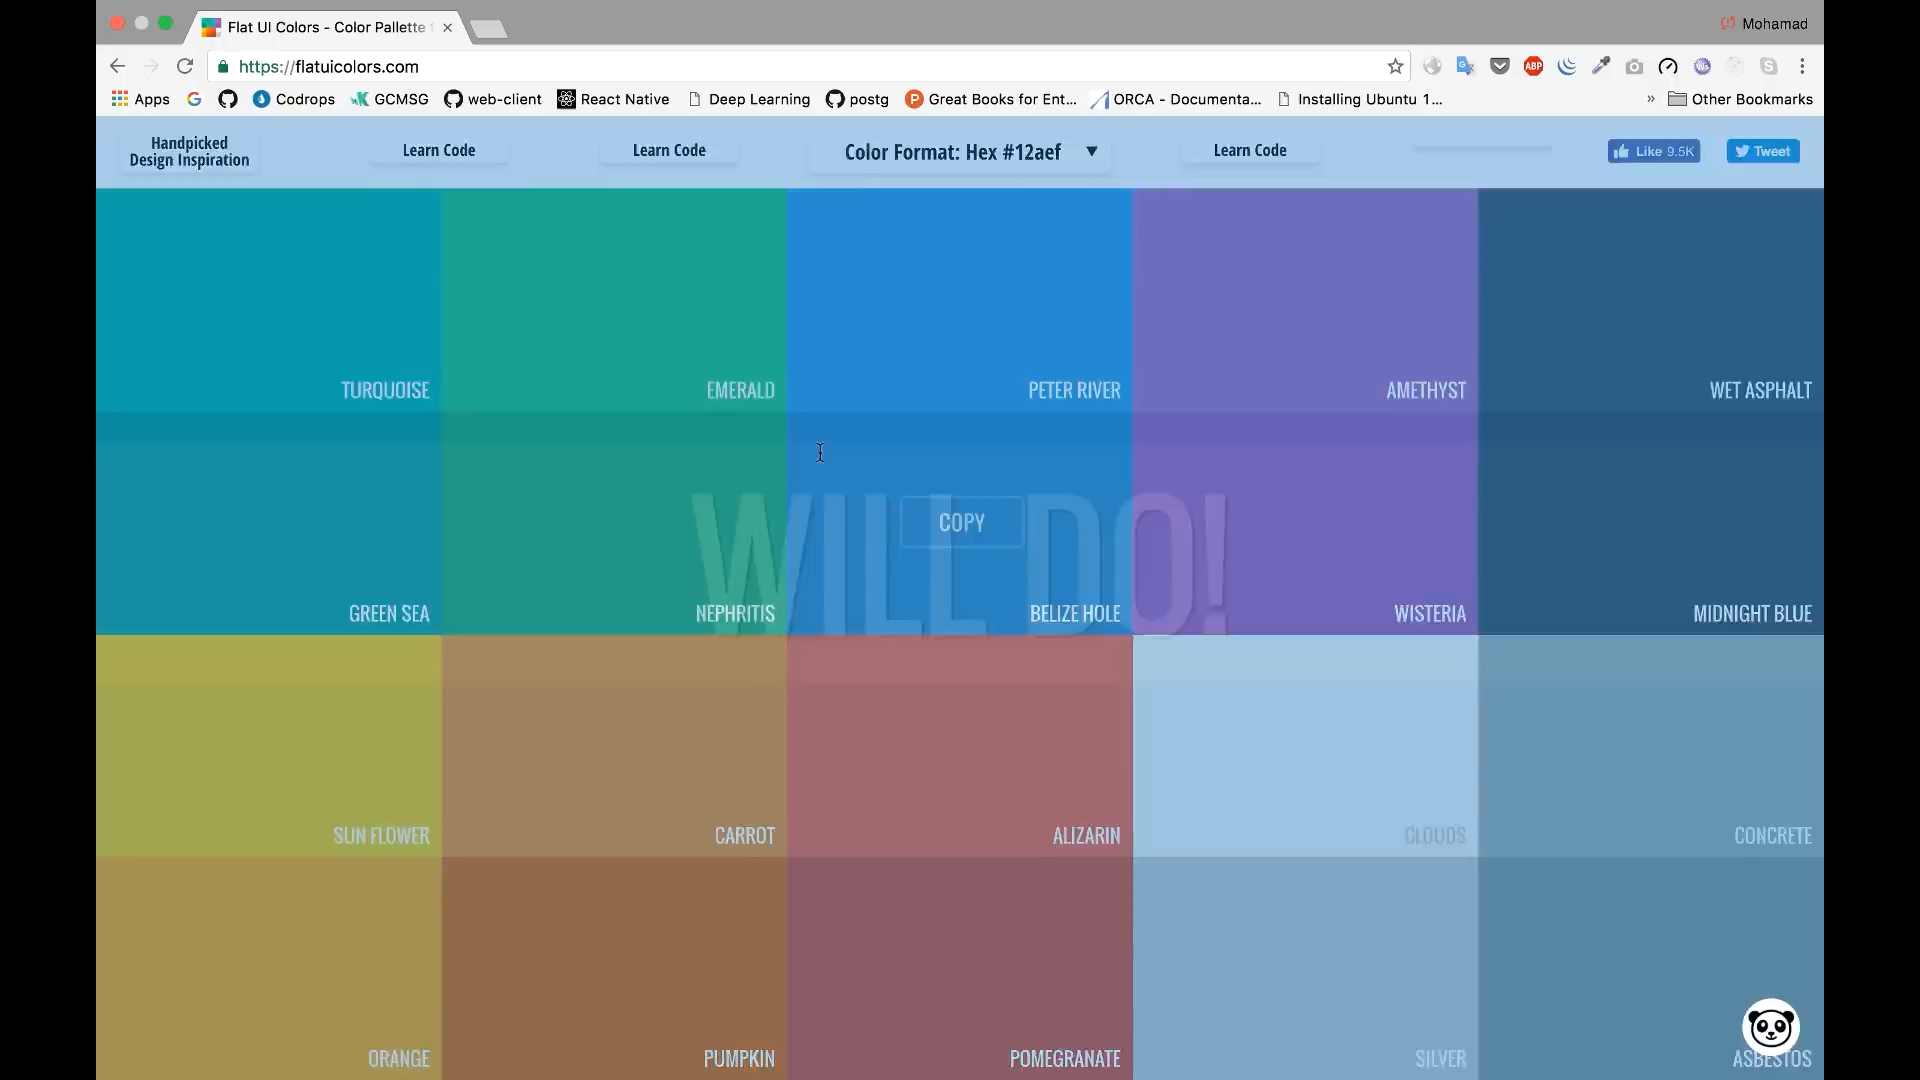 Flat UI Colors - Color Pallette
Mohamad
https://flatuicolors.com
ABP
Apps
Codrops
GCMSG
web-client
React Native
Deep Learning
postg
Great Books for Ent...
ORCA - Documenta...
Installing Ubuntu 1...
»
Other Bookmarks
Handpicked
Design Inspiration
Learn Code
Learn Code
Color Format: Hex #12aef
Learn Code
Like 9.5K
Tweet
TURQUOISE
EMERALD
PETER RIVER
AMETHYST
WET ASPHALT
WILL DO!
COPY
GREEN SEA
NEPHRITIS
BELIZE HOLE
WISTERIA
MIDNIGHT BLUE
SUN FLOWER
CARROT
ALIZARIN
CLOUDS
CONCRETE
ORANGE
PUMPKIN
POMEGRANATE
SILVER
ASBESTOS